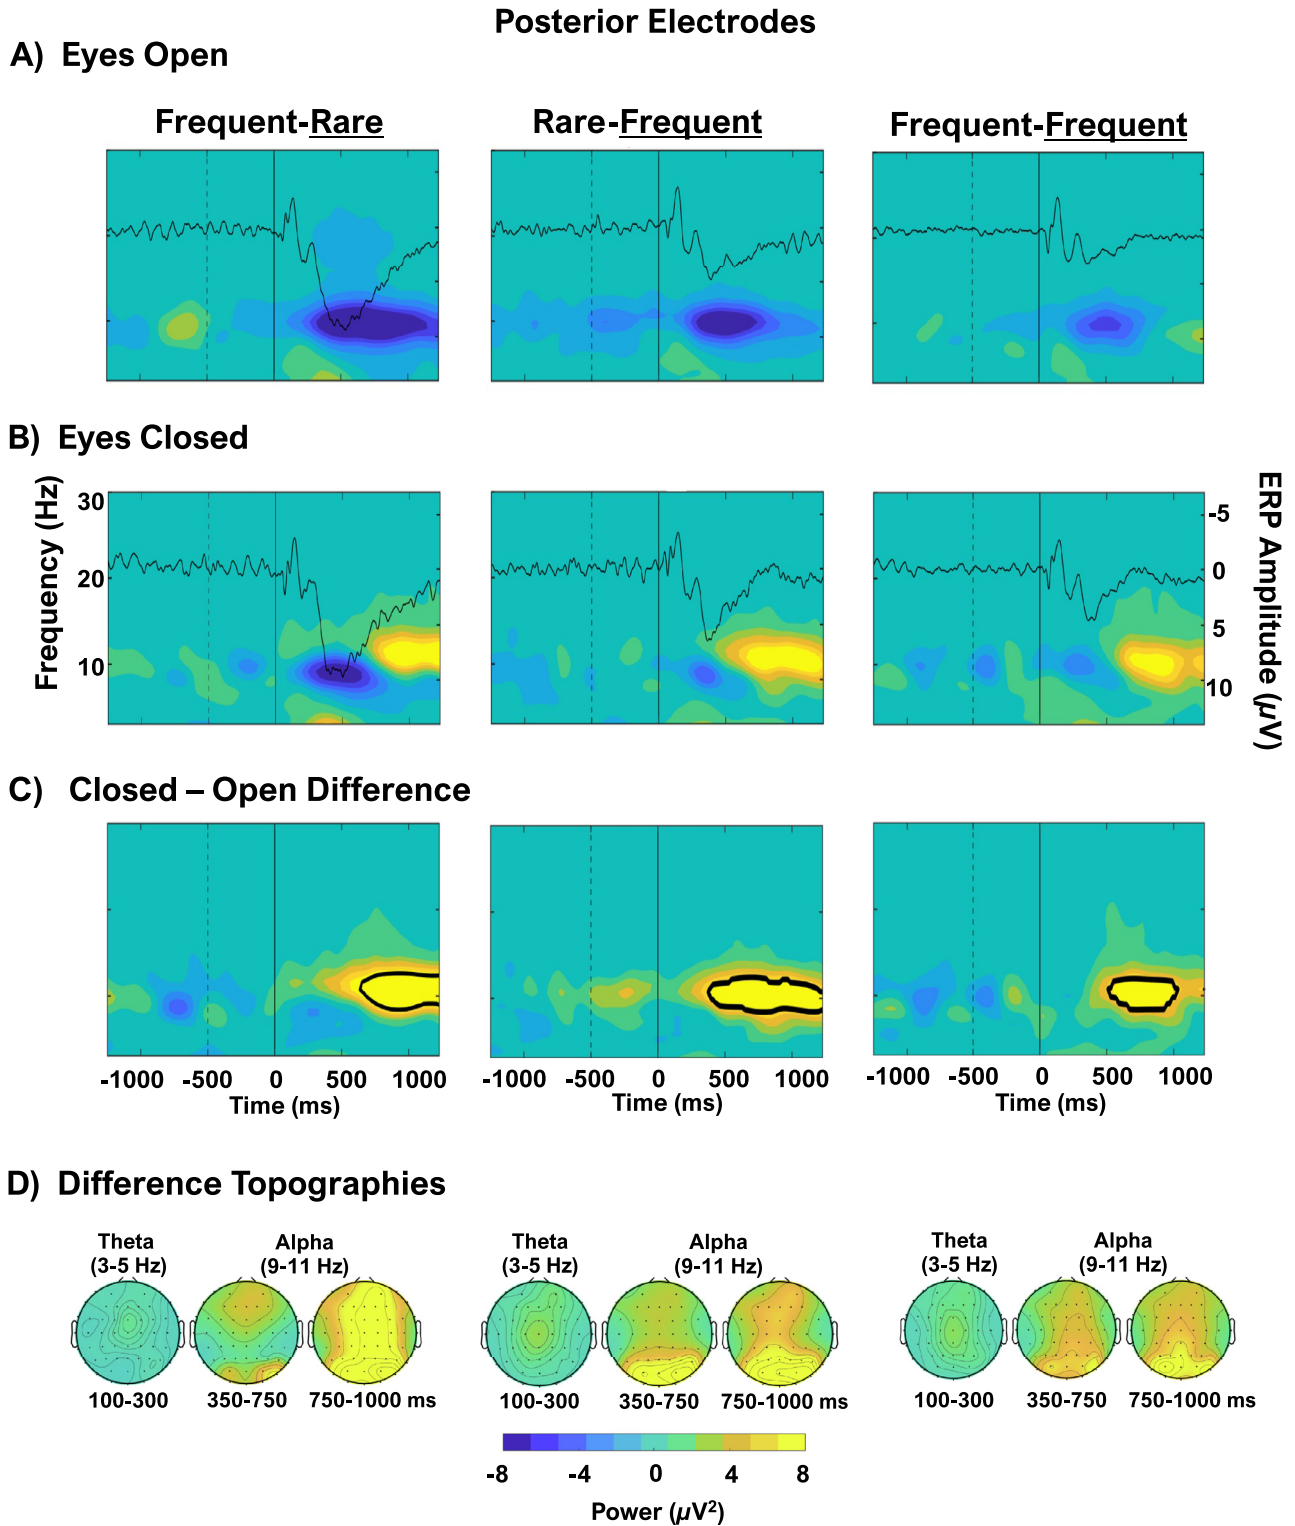 Posterior Electrodes
A) Eyes Open
Frequent-Rare
Rare-Frequent
Frequent-Frequent
B) Eyes Closed
Frequency (Hz)
30
20
10
-5
0
5
10
ERP Amplitude (µV)
C) Closed – Open Difference
-1000 -500 0 500 1000
Time (ms)
-1000 -500 0 500 1000
Time (ms)
-1000 -500 0 500 1000
Time (ms)
D) Difference Topographies
Theta
(3-5 Hz)
Alpha
(9-11 Hz)
100-300 350-750 750-1000 ms
Theta
(3-5 Hz)
Alpha
(9-11 Hz)
100-300 350-750 750-1000 ms
Theta
(3-5 Hz)
Alpha
(9-11 Hz)
100-300 350-750 750-1000 ms
-8 -4 0 4 8
Power (µV²)